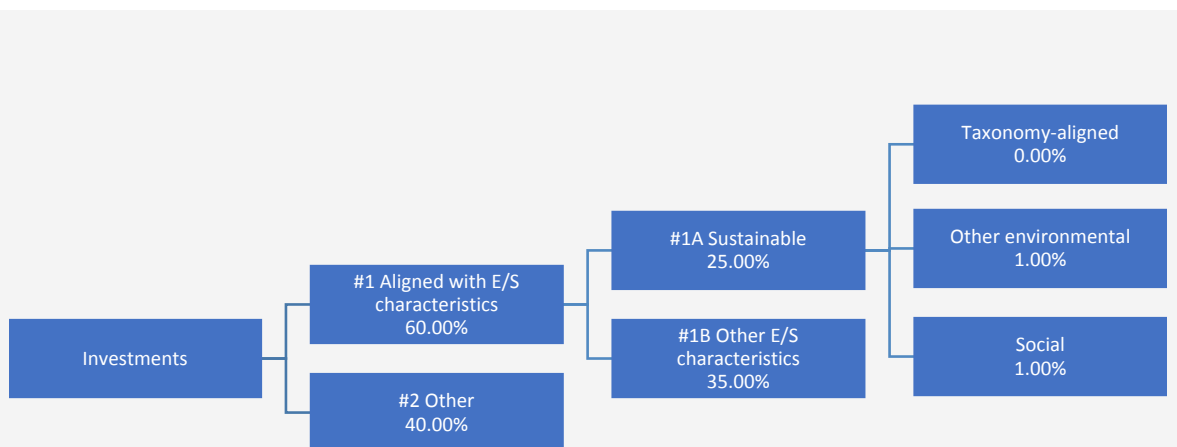 Investments
#1 Aligned with E/S
characteristics
60.00%
#2 Other
40.00%
#1A Sustainable
25.00%
#1B Other E/S
characteristics
35.00%
Taxonomy-aligned
0.00%
Other environmental
1.00%
Social
1.00%